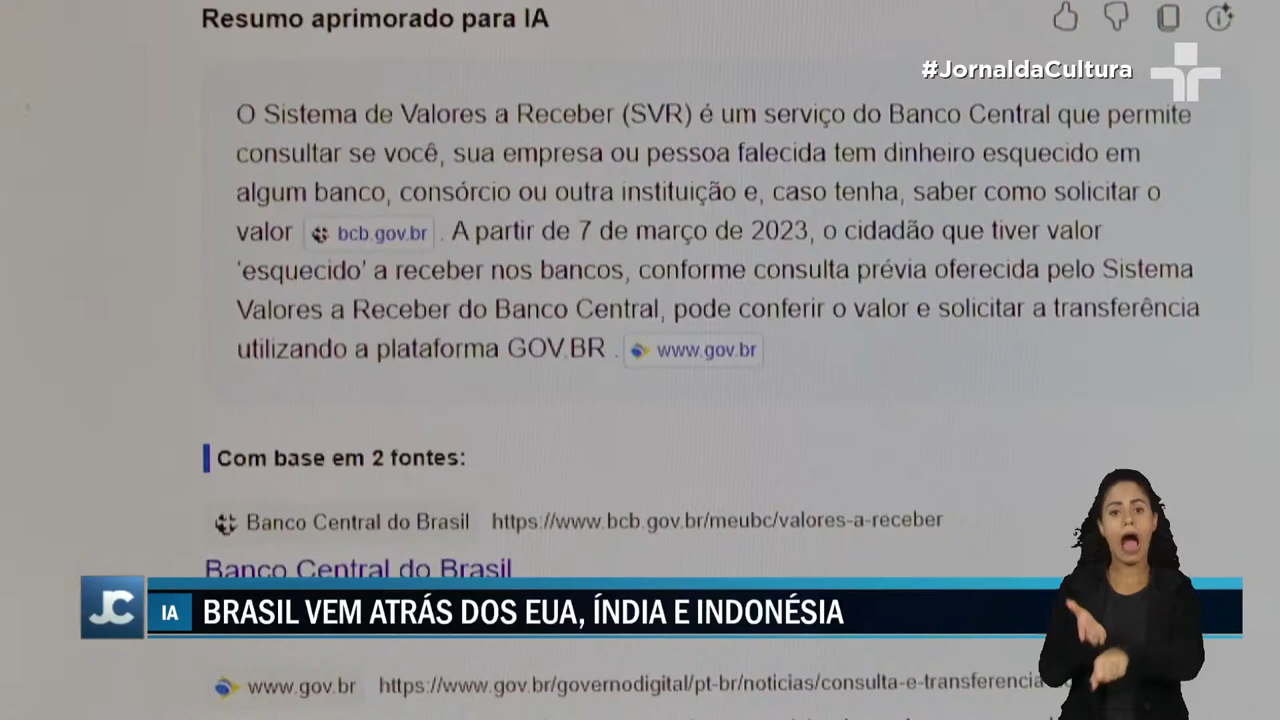 Resumo aprimorado para IA
#JornaldaCultura
O Sistema de Valores a Receber (SVR) é um serviço do Banco Central que permite
consultar se você, sua empresa ou pessoa falecida tem dinheiro esquecido em
algum banco, consórcio ou outra instituição e, caso tenha, saber como solicitar o
valor bcb.gov.br . A partir de 7 de março de 2023, o cidadão que tiver valor
'esquecido' a receber nos bancos, conforme consulta prévia oferecida pelo Sistema
Valores a Receber do Banco Central, pode conferir o valor e solicitar a transferência
utilizando a plataforma GOV.BR . www.gov.br
Com base em 2 fontes:
Banco Central do Brasil https://www.bcb.gov.br/meubc/valores-a-receber
Banco Central do Brasil
JC IA BRASIL VEM ATRÁS DOS EUA, ÍNDIA E INDONÉSIA
www.gov.br https://www.gov.br/governodigital/pt-br/noticias/consulta-e-transferencia